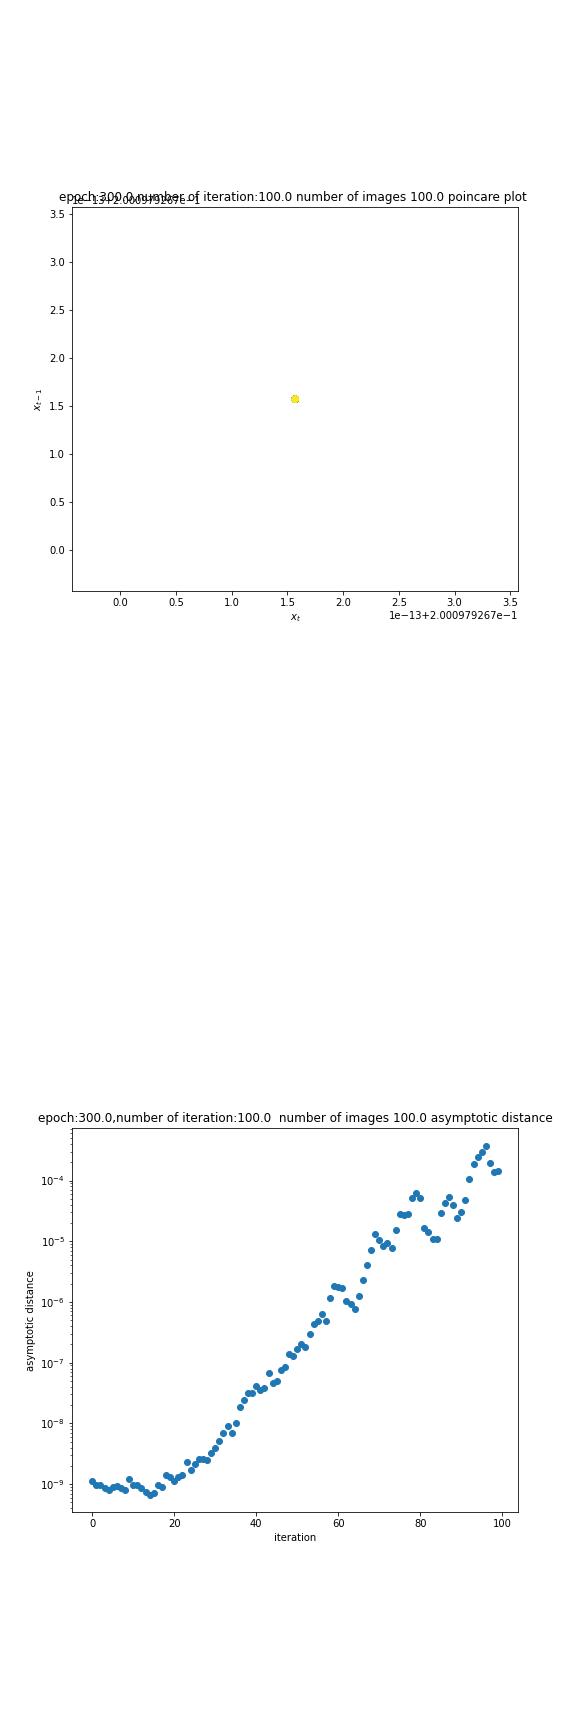 epoch:300.0,number of iteration:100.0 number of images 100.0 poincare plot
1e−13+2.000979267e−1
3.5
3.0
2.5
2.0
1.5
1.0
0.5
0.0
x_{t−1}
0.0 0.5 1.0 1.5 2.0 2.5 3.0 3.5
x_t
1e−13+2.000979267e−1
epoch:300.0,number of iteration:100.0  number of images 100.0 asymptotic distance
10^{−4}
10^{−5}
10^{−6}
10^{−7}
10^{−8}
10^{−9}
asymptotic distance
0 20 40 60 80 100
iteration